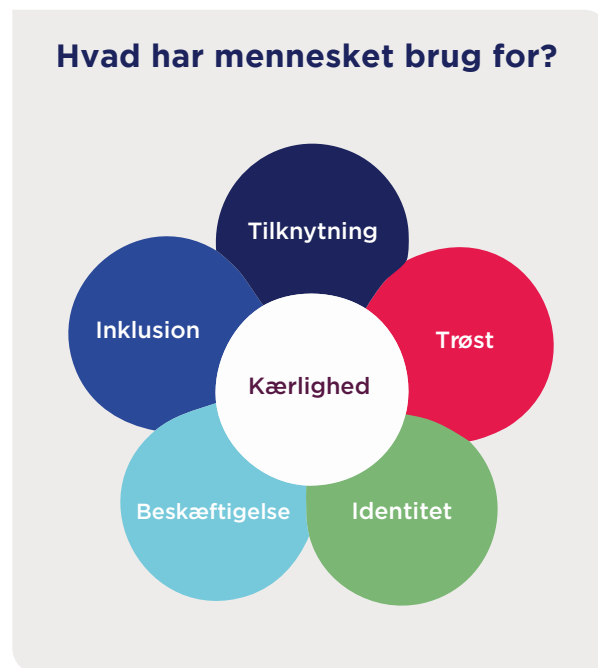 Hvad har mennesket brug for?
Tilknytning
Inklusion
Trøst
Kærlighed
Beskæftigelse
Identitet